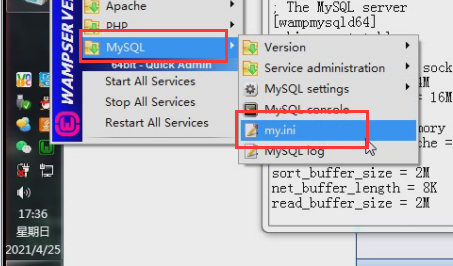 Apache
PHP
MySQL
64bit - Quick Admin
Start All Services
Stop All Services
Restart All Services
WAMPSERVER
Version
Service administration
MySQL settings
MySQL console
my.ini
MySQL log
; The MySQL server
[wampmysqld64]
sock
4M
= 16M
mory
che =
sort_buffer_size = 2M
net_buffer_length = 8K
read_buffer_size = 2M
17:36
星期日
2021/4/25